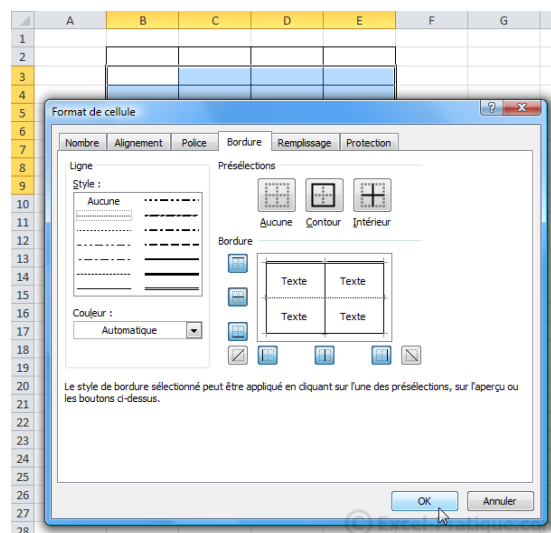 A B C D E F G
1
2
3
4
5
6
7
8
9
10
11
12
13
14
15
16
17
18
19
20
21
22
23
24
25
26
27
28
Format de cellule
Nombre Alignement Police Bordure Remplissage Protection
Ligne
Style :
Aucune
Couleur :
Automatique
Présélections
Aucune Contour Intérieur
Bordure
Texte Texte
Texte Texte
Le style de bordure sélectionné peut être appliqué en cliquant sur l'une des présélections, sur l'aperçu ou
les boutons ci-dessus.
OK Annuler
© Excel-Pratique.com